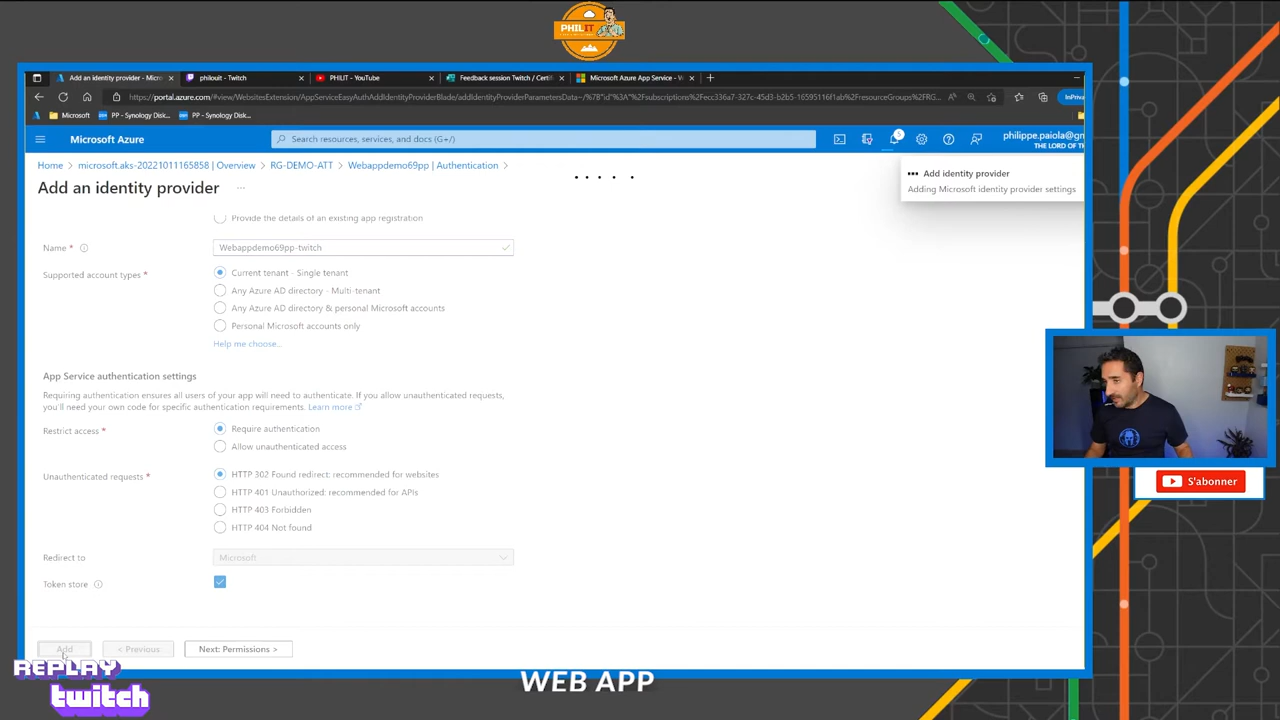 PHILIT
Add an identity provider - Micro
philouit - Twitch
PHILIT - YouTube
Feedback session Twitch / Certif
Microsoft Azure App Service - W
https://portal.azure.com/#view/WebsitesExtension/AppServiceEasyAuthAddIdentityProviderBlade/addIdentityProviderParametersData~/%7B"id"%3A"%2Fsubscriptions%2Fecc336a7-327c-45d3-b2b5-16595116f1ab%2FresourceGroups%2FRG...
InPriva
Microsoft
PP - Synology Disk...
PP - Synology Disk...
Microsoft Azure
Search resources, services, and docs (G+/)
5
philippe.paiola@gm
THE LORD OF T
Home > microsoft.aks-20221011165858 | Overview > RG-DEMO-ATT > Webappdemo69pp | Authentication >
Add an identity provider ...
Add identity provider
Adding Microsoft identity provider settings
Provide the details of an existing app registration
Name *
Webappdemo69pp-twitch
Supported account types *
Current tenant - Single tenant
Any Azure AD directory - Multi-tenant
Any Azure AD directory & personal Microsoft accounts
Personal Microsoft accounts only
Help me choose...
App Service authentication settings
Requiring authentication ensures all users of your app will need to authenticate. If you allow unauthenticated requests,
you'll need your own code for specific authentication requirements. Learn more
Restrict access *
Require authentication
Allow unauthenticated access
Unauthenticated requests *
HTTP 302 Found redirect: recommended for websites
HTTP 401 Unauthorized: recommended for APIs
HTTP 403 Forbidden
HTTP 404 Not found
Redirect to
Microsoft
Token store
Add
< Previous
Next: Permissions >
S'abonner
REPLAY
twitch
WEB APP